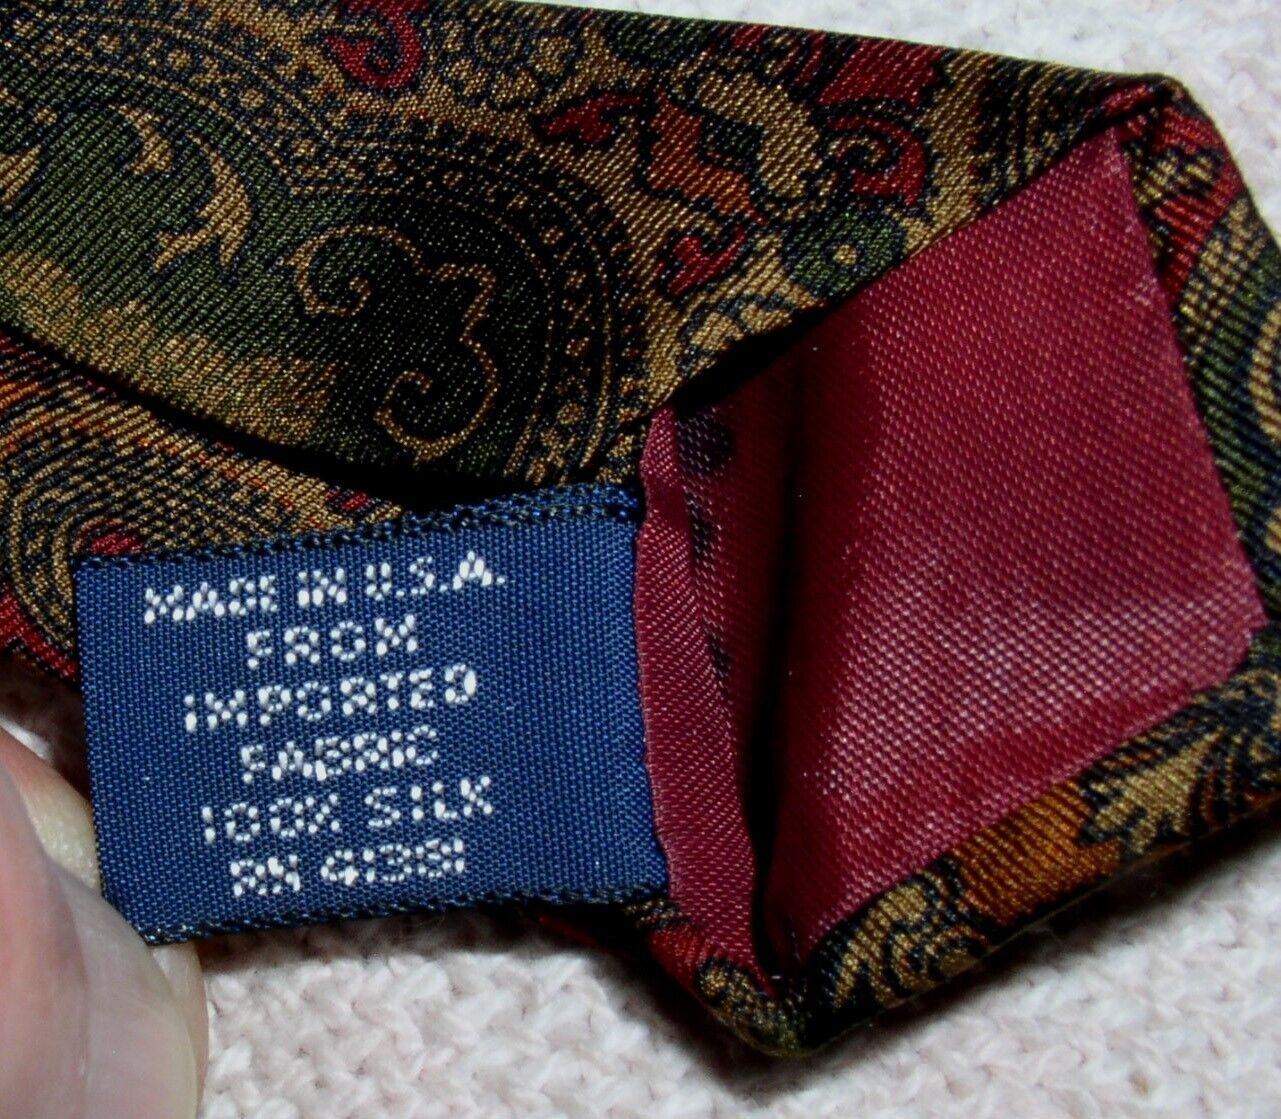 MADE IN U.S.A.
FROM
IMPORTED
FABRIC
100% SILK
RN 41381